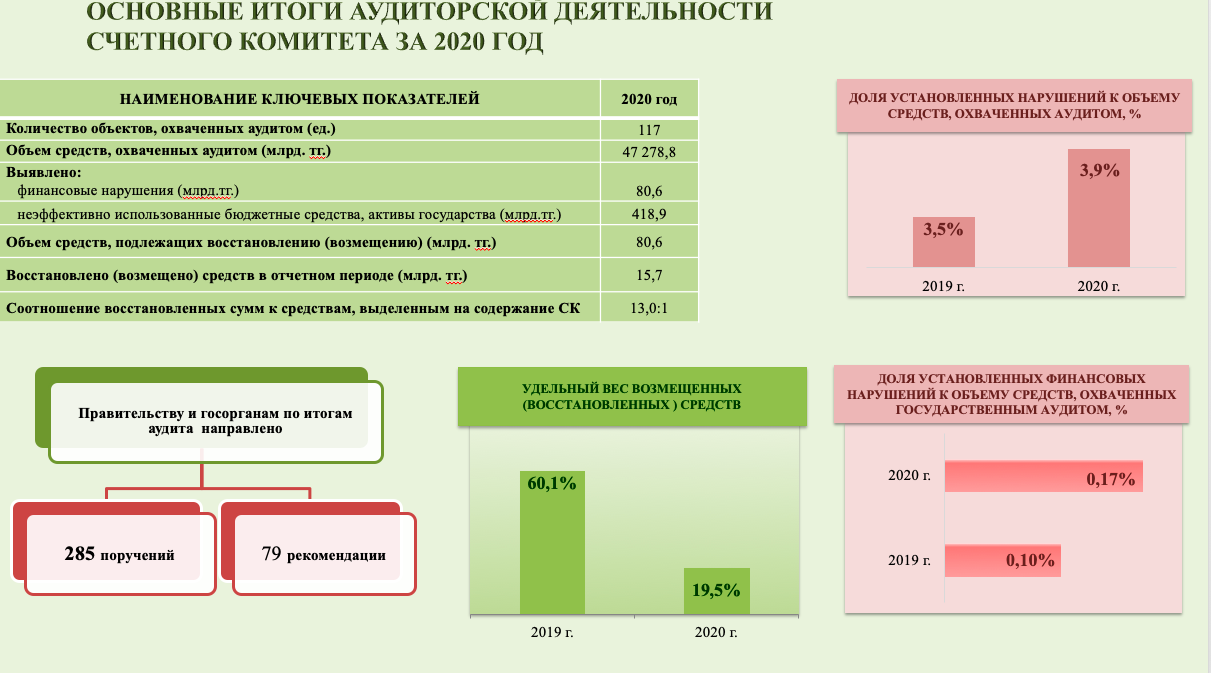 ОСНОВНЫЕ ИТОГИ АУДИТОРСКОЙ ДЕЯТЕЛЬНОСТИ
СЧЕТНОГО КОМИТЕТА ЗА 2020 ГОД
НАИМЕНОВАНИЕ КЛЮЧЕВЫХ ПОКАЗАТЕЛЕЙ 2020 год
Количество объектов, охваченных аудитом (ед.) 117
Объем средств, охваченных аудитом (млрд. тг.) 47 278,8
Выявлено:
финансовые нарушения (млрд.тг.) 80,6
неэффективно использованные бюджетные средства, активы государства (млрд.тг.) 418,9
Объем средств, подлежащих восстановлению (возмещению) (млрд. тг.) 80,6
Восстановлено (возмещено) средств в отчетном периоде (млрд. тг.) 15,7
Соотношение восстановленных сумм к средствам, выделенным на содержание СК 13,0:1
ДОЛЯ УСТАНОВЛЕННЫХ НАРУШЕНИЙ К ОБЪЕМУ
СРЕДСТВ, ОХВАЧЕННЫХ АУДИТОМ, %
3,9%
3,5%
2019 г. 2020 г.
Правительству и госорганам по итогам
аудита направлено
285 поручений
79 рекомендации
УДЕЛЬНЫЙ ВЕС ВОЗМЕЩЕННЫХ
(ВОССТАНОВЛЕННЫХ ) СРЕДСТВ
60,1%
19,5%
2019 г. 2020 г.
ДОЛЯ УСТАНОВЛЕННЫХ ФИНАНСОВЫХ
НАРУШЕНИЙ К ОБЪЕМУ СРЕДСТВ, ОХВАЧЕННЫХ
ГОСУДАРСТВЕННЫМ АУДИТОМ, %
2020 г. 0,17%
2019 г. 0,10%